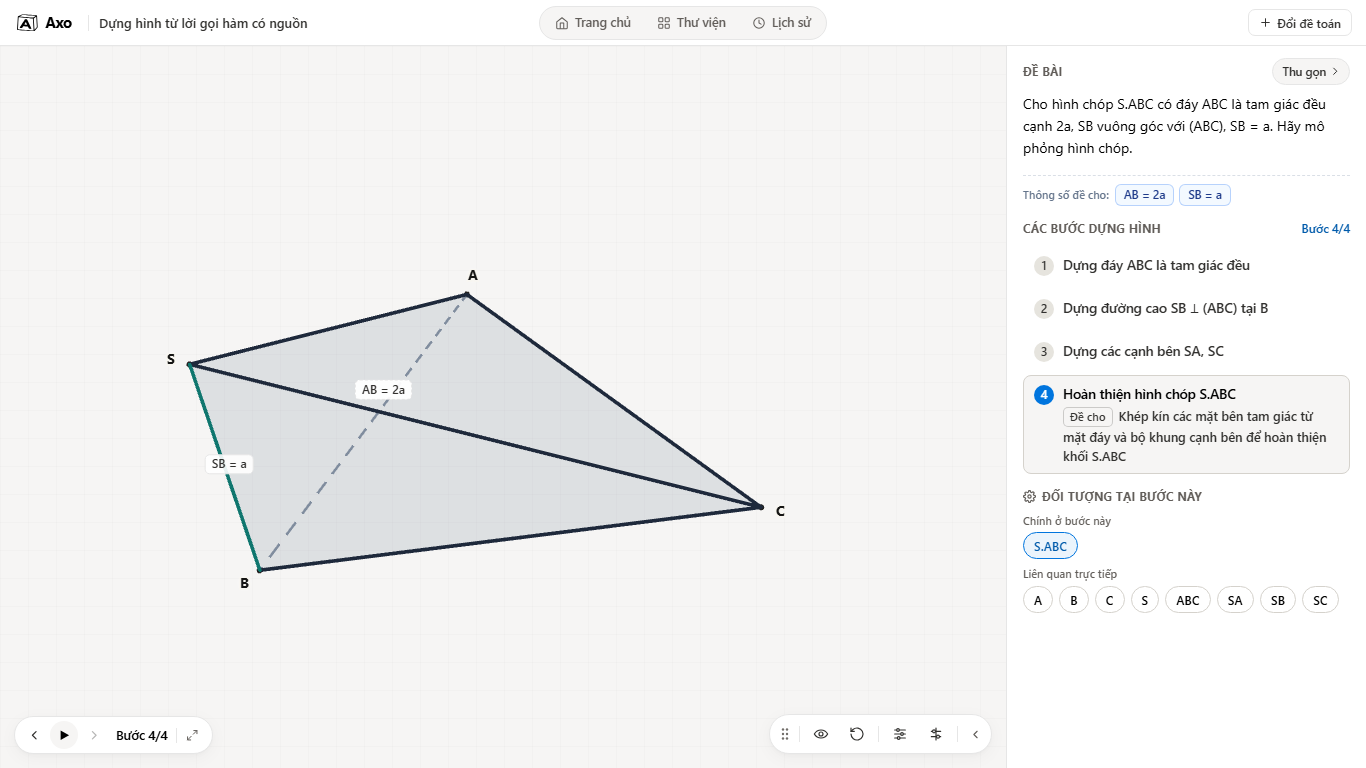 Axo
Dựng hình từ lời gọi hàm có nguồn
Trang chủ
Thư viện
Lịch sử
Đổi đề toán
ĐỀ BÀI
Thu gọn
Cho hình chóp S.ABC có đáy ABC là tam giác đều
cạnh 2a, SB vuông góc với (ABC), SB = a. Hãy mô
phỏng hình chóp.
Thông số đề cho:
AB = 2a
SB = a
CÁC BƯỚC DỰNG HÌNH
Bước 4/4
1 Dựng đáy ABC là tam giác đều
2 Dựng đường cao SB ⊥ (ABC) tại B
3 Dựng các cạnh bên SA, SC
4 Hoàn thiện hình chóp S.ABC
Đề cho Khép kín các mặt bên tam giác từ
mặt đáy và bộ khung cạnh bên để hoàn thiện
khối S.ABC
ĐỐI TƯỢNG TẠI BƯỚC NÀY
Chính ở bước này
S.ABC
Liên quan trực tiếp
A
B
C
S
ABC
SA
SB
SC
A
S
AB = 2a
SB = a
C
B
Bước 4/4